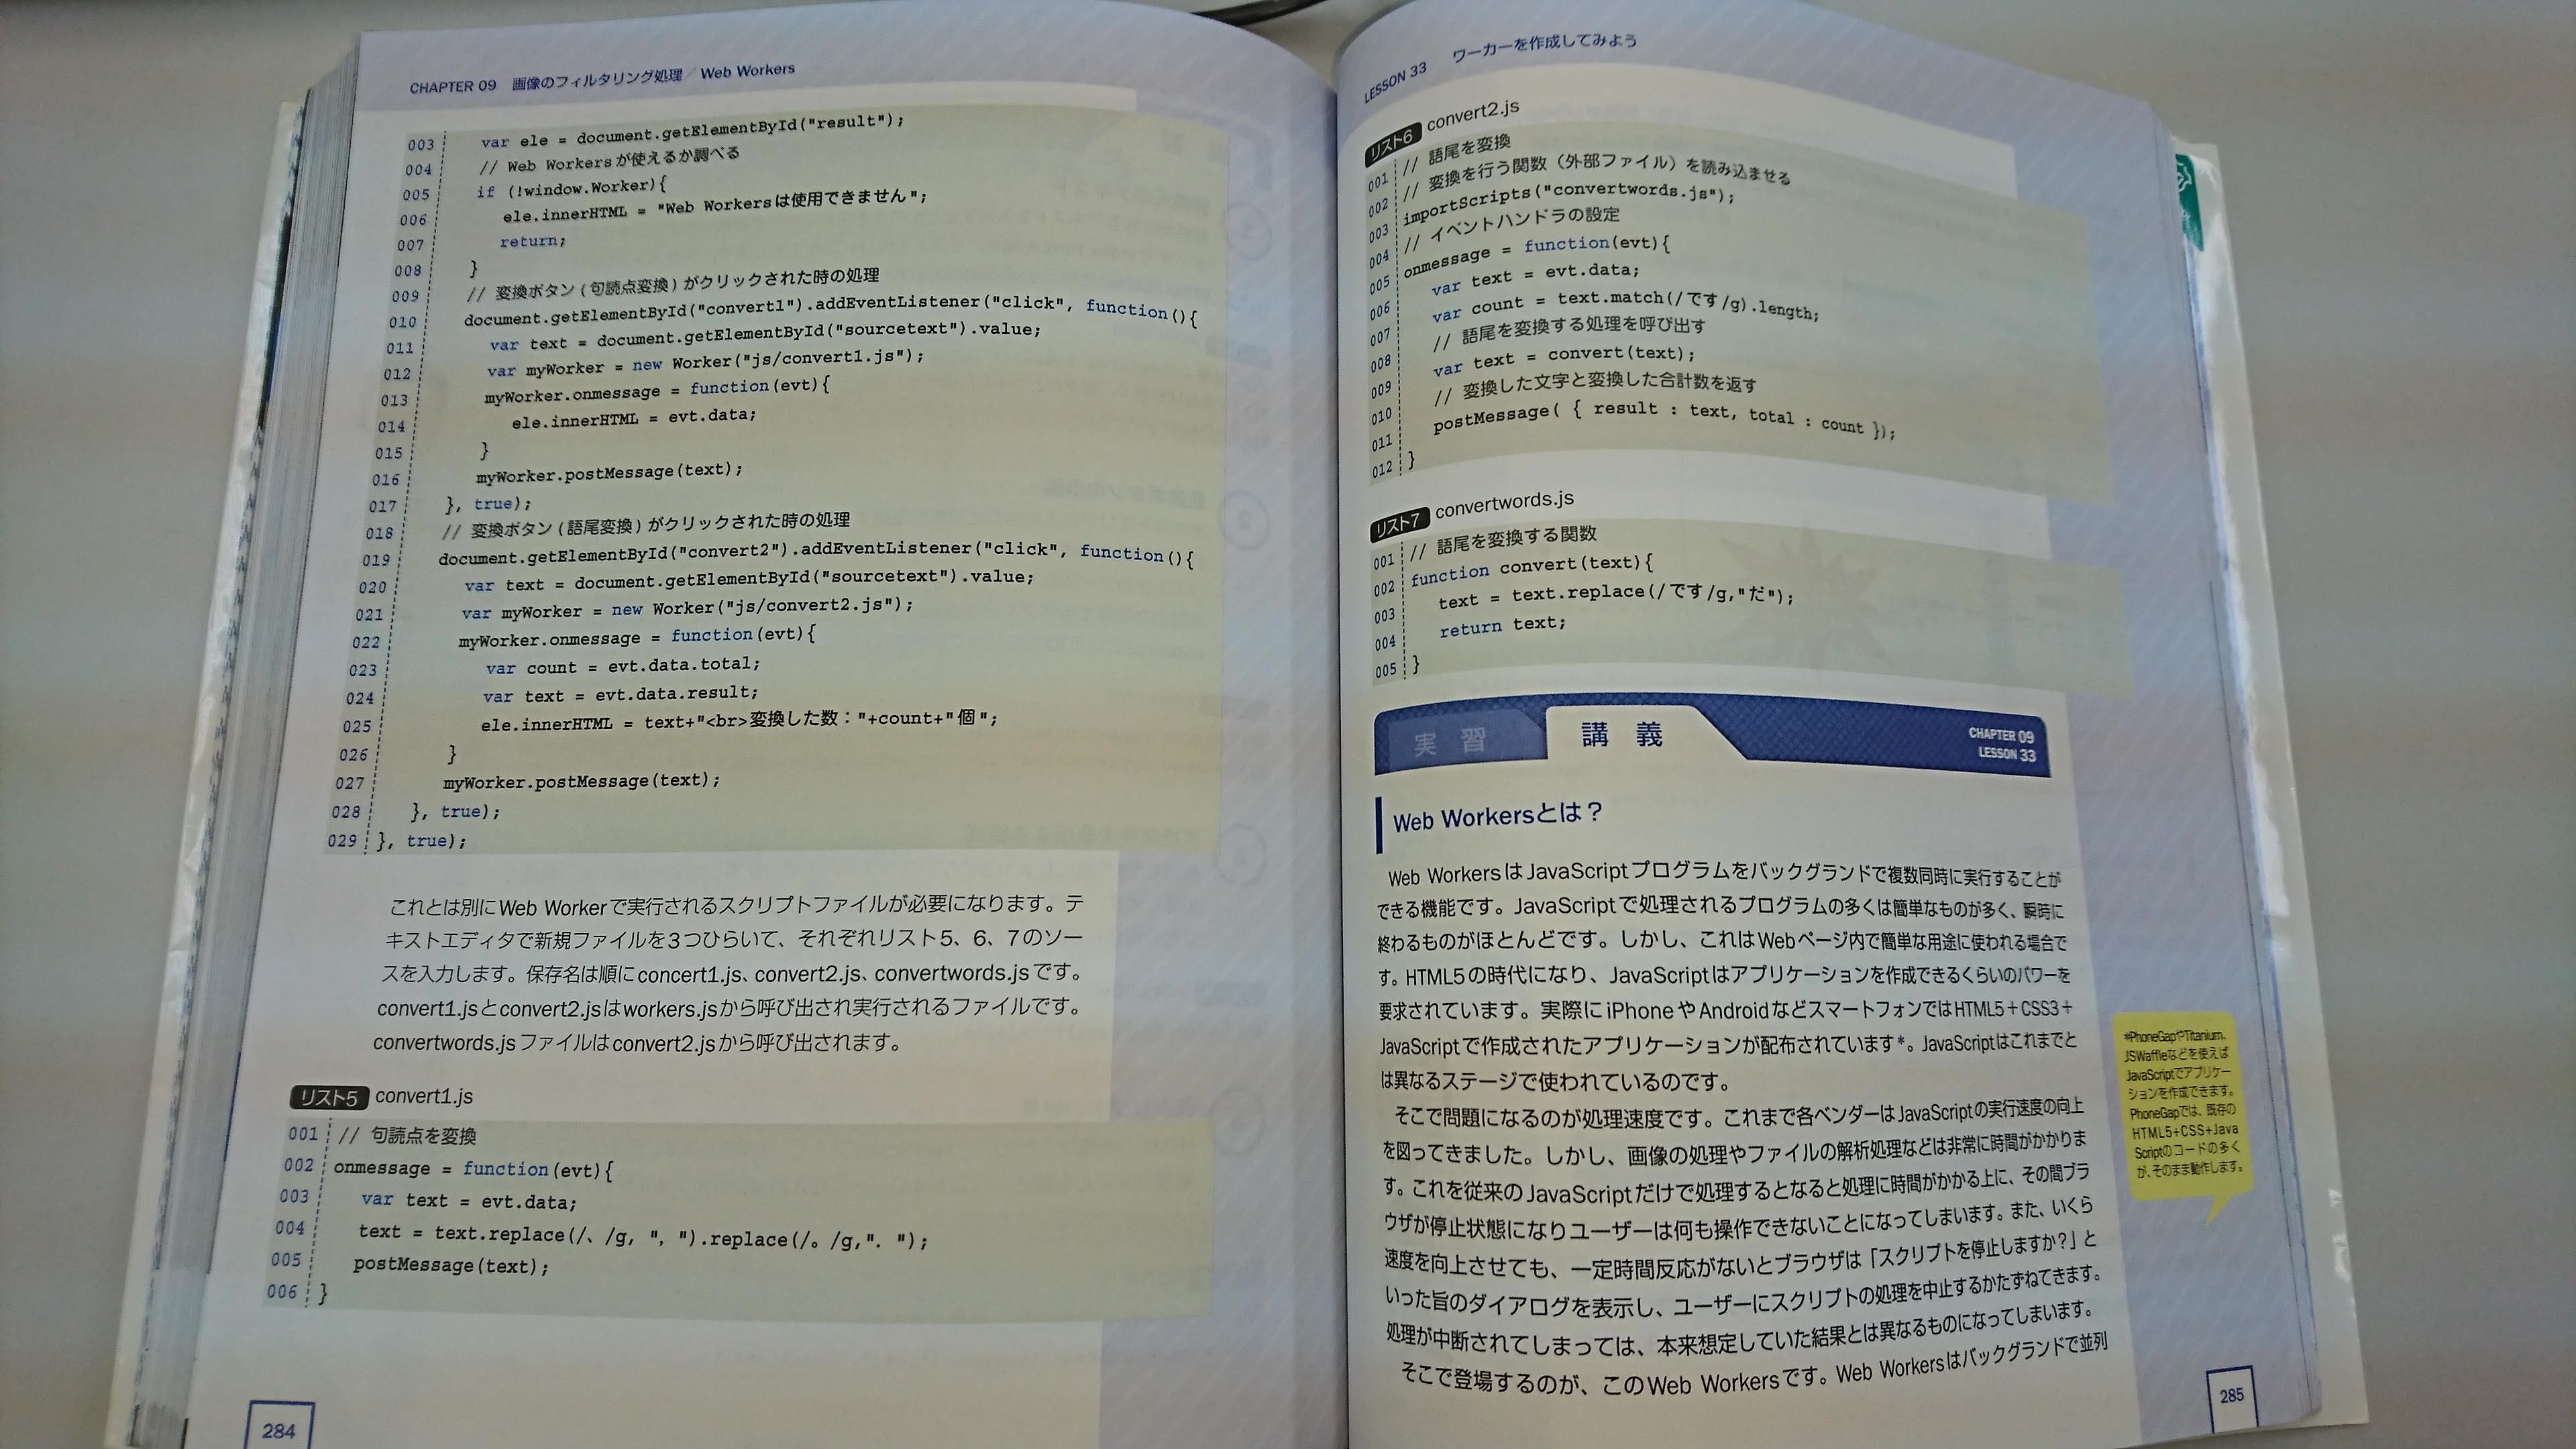 CHAPTER 09 画像のフィルタリング処理／Web Workers
003 var ele = document.getElementById("result");
004 // Web Workersが使えるか調べる
005 if (!window.Worker){
006 ele.innerHTML = "Web Workersは使用できません";
007 return;
008 }
009 // 変換ボタン(句読点変換)がクリックされた時の処理
010 document.getElementById("convert1").addEventListener("click", function(){
011 var text = document.getElementById("sourcetext").value;
012 var myWorker = new Worker("js/convert1.js");
013 myWorker.onmessage = function(evt){
014 ele.innerHTML = evt.data;
015 }
016 myWorker.postMessage(text);
017 }, true);
018 // 変換ボタン(語尾変換)がクリックされた時の処理
019 document.getElementById("convert2").addEventListener("click", function(){
020 var text = document.getElementById("sourcetext").value;
021 var myWorker = new Worker("js/convert2.js");
022 myWorker.onmessage = function(evt){
023 var count = evt.data.total;
024 var text = evt.data.result;
025 ele.innerHTML = text+"<br>変換した数："+count+"個";
026 }
027 myWorker.postMessage(text);
028 }, true);
029 }, true);
これとは別にWeb Workerで実行されるスクリプトファイルが必要になります。テ
キストエディタで新規ファイルを3つひらいて、それぞれリスト5、6、7のソー
スを入力します。保存名は順にconcert1.js、convert2.js、convertwords.jsです。
convert1.jsとconvert2.jsはworkers.jsから呼び出され実行されるファイルです。
convertwords.jsファイルはconvert2.jsから呼び出されます。
リスト5 convert1.js
001 // 句読点を変換
002 onmessage = function(evt){
003 var text = evt.data;
004 text = text.replace(/、/g, "，").replace(/。/g,"．");
005 postMessage(text);
006 }
284
LESSON 33 ワーカーを作成してみよう
リスト6 convert2.js
001 // 語尾を変換
002 // 変換を行う関数（外部ファイル）を読み込ませる
003 importScripts("convertwords.js");
004 // イベントハンドラの設定
005 onmessage = function(evt){
006 var text = evt.data;
007 var count = text.match(/です/g).length;
008 // 語尾を変換する処理を呼び出す
009 var text = convert(text);
010 // 変換した文字と変換した合計数を返す
011 postMessage( { result : text, total : count });
012 }
リスト7 convertwords.js
001 // 語尾を変換する関数
002 function convert(text){
003 text = text.replace(/です/g,"だ");
004 return text;
005 }
実習 講義 CHAPTER 09
LESSON 33
Web Workersとは？
Web WorkersはJavaScriptプログラムをバックグランドで複数同時に実行することが
できる機能です。JavaScriptで処理されるプログラムの多くは簡単なものが多く、瞬時に
終わるものがほとんどです。しかし、これはWebページ内で簡単な用途に使われる場合で
す。HTML5の時代になり、JavaScriptはアプリケーションを作成できるくらいのパワーを
要求されています。実際にiPhoneやAndroidなどスマートフォンではHTML5＋CSS3＋
JavaScriptで作成されたアプリケーションが配布されています*。JavaScriptはこれまでと
は異なるステージで使われているのです。
そこで問題になるのが処理速度です。これまで各ベンダーはJavaScriptの実行速度の向上
を図ってきました。しかし、画像の処理やファイルの解析処理などは非常に時間がかかりま
す。これを従来のJavaScriptだけで処理するとなると処理に時間がかかる上に、その間ブラ
ウザが停止状態になりユーザーは何も操作できないことになってしまいます。また、いくら
速度を向上させても、一定時間反応がないとブラウザは「スクリプトを停止しますか？」と
いった旨のダイアログを表示し、ユーザーにスクリプトの処理を中止するかたずねてきます。
処理が中断されてしまっては、本来想定していた結果とは異なるものになってしまいます。
そこで登場するのが、このWeb Workersです。Web Workersはバックグランドで並列
*PhoneGapやTitanium、
JSWaffleなどを使えば
JavaScriptでアプリケー
ションを作成できます。
PhoneGapでは、既存の
HTML5+CSS+Java
Scriptのコードの多く
が、そのまま動作します。
285